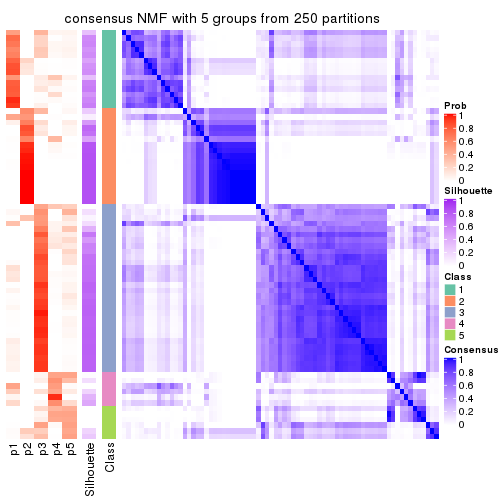 consensus NMF with 5 groups from 250 partitions
Prob
1
0.8
0.6
0.4
0.2
0
Silhouette
1
0.8
0.6
0.4
0.2
0
Class
1
2
3
4
5
Consensus
1
0.8
0.6
0.4
0.2
0
p1
p2
p3
p4
p5
Silhouette
Class